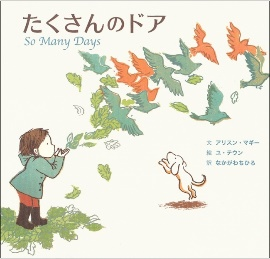 たくさんのドア
So Many Days
文 アリスン・マギー
絵 ユ・テウン
訳 なかがわちひろ